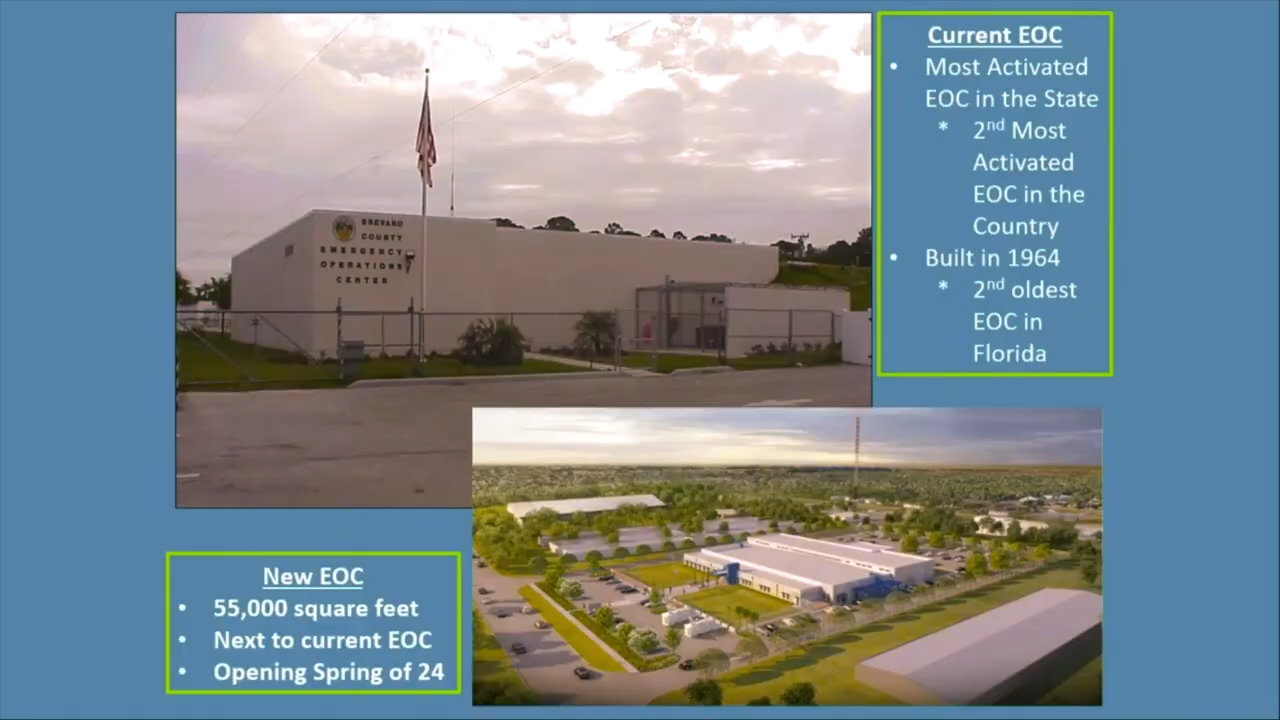 Current EOC
• Most Activated
EOC in the State
* 2nd Most
Activated
EOC in the
Country
• Built in 1964
* 2nd oldest
EOC in
Florida
BREVARD
COUNTY
EMERGENCY
OPERATIONS
CENTER
New EOC
• 55,000 square feet
• Next to current EOC
• Opening Spring of 24